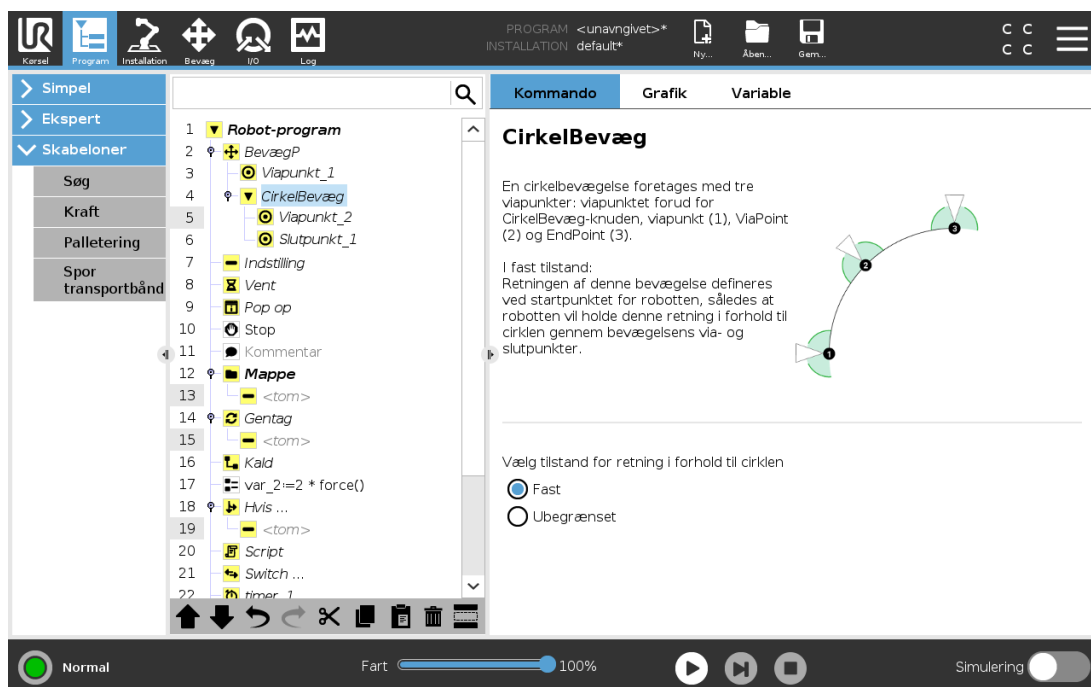 UR
Kørsel
Program
Installation
Bevæg
I/O
Log
PROGRAM <unavngivet>*
INSTALLATION default*
Ny...
Åben...
Gem...
C C
C C
Simpel
Ekspert
Skabeloner
Søg
Kraft
Palletering
Spor
transportbånd
1 Robot-program
2 BevægP
3 Viapunkt_1
4 CirkelBevæg
5 Viapunkt_2
6 Slutpunkt_1
7 Indstilling
8 Vent
9 Pop op
10 Stop
11 Kommentar
12 Mappe
13 <tom>
14 Gentag
15 <tom>
16 Kald
17 var_2:=2 * force()
18 Hvis ...
19 <tom>
20 Script
21 Switch ...
22 timer_1
Kommando
Grafik
Variable
CirkelBevæg
En cirkelbevægelse foretages med tre
viapunkter: viapunktet forud for
CirkelBevæg-knuden, viapunkt (1), ViaPoint
(2) og EndPoint (3).
I fast tilstand:
Retningen af denne bevægelse defineres
ved startpunktet for robotten, således at
robotten vil holde denne retning i forhold til
cirklen gennem bevægelsens via- og
slutpunkter.
3
2
1
Vælg tilstand for retning i forhold til cirklen
Fast
Ubegrænset
Normal
Fart
100%
Simulering